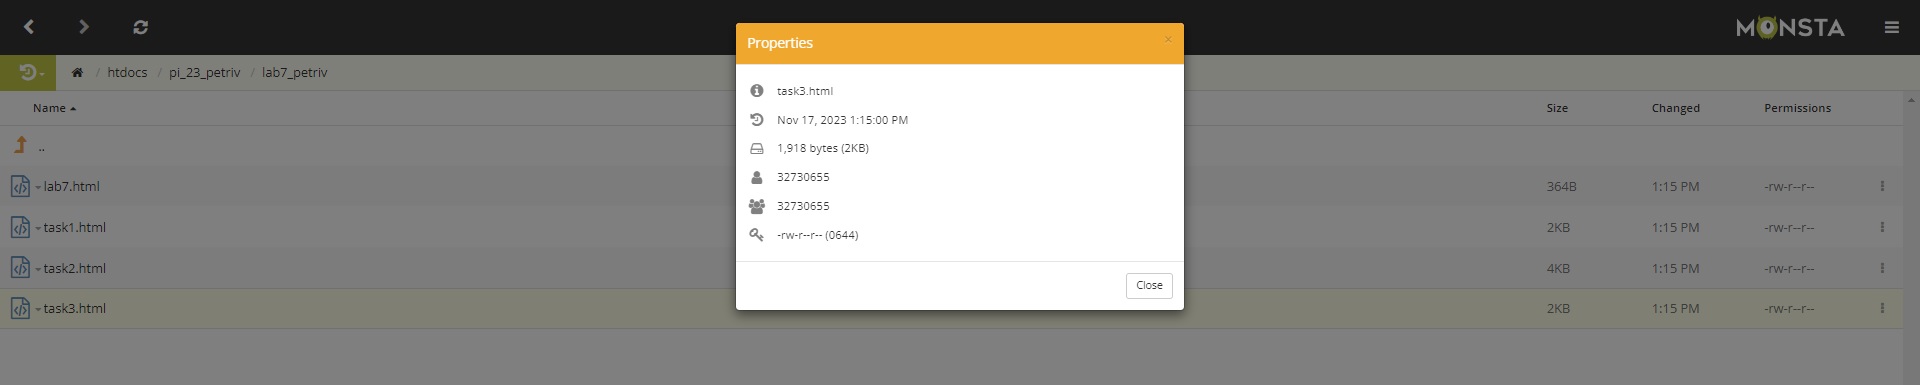 MONSTA
/ htdocs / pi_23_petriv / lab7_petriv
Name Size Changed Permissions
..
lab7.html 364B 1:15 PM -rw-r--r--
task1.html 2KB 1:15 PM -rw-r--r--
task2.html 4KB 1:15 PM -rw-r--r--
task3.html 2KB 1:15 PM -rw-r--r--
Properties ×
task3.html
Nov 17, 2023 1:15:00 PM
1,918 bytes (2KB)
32730655
32730655
-rw-r--r-- (0644)
Close